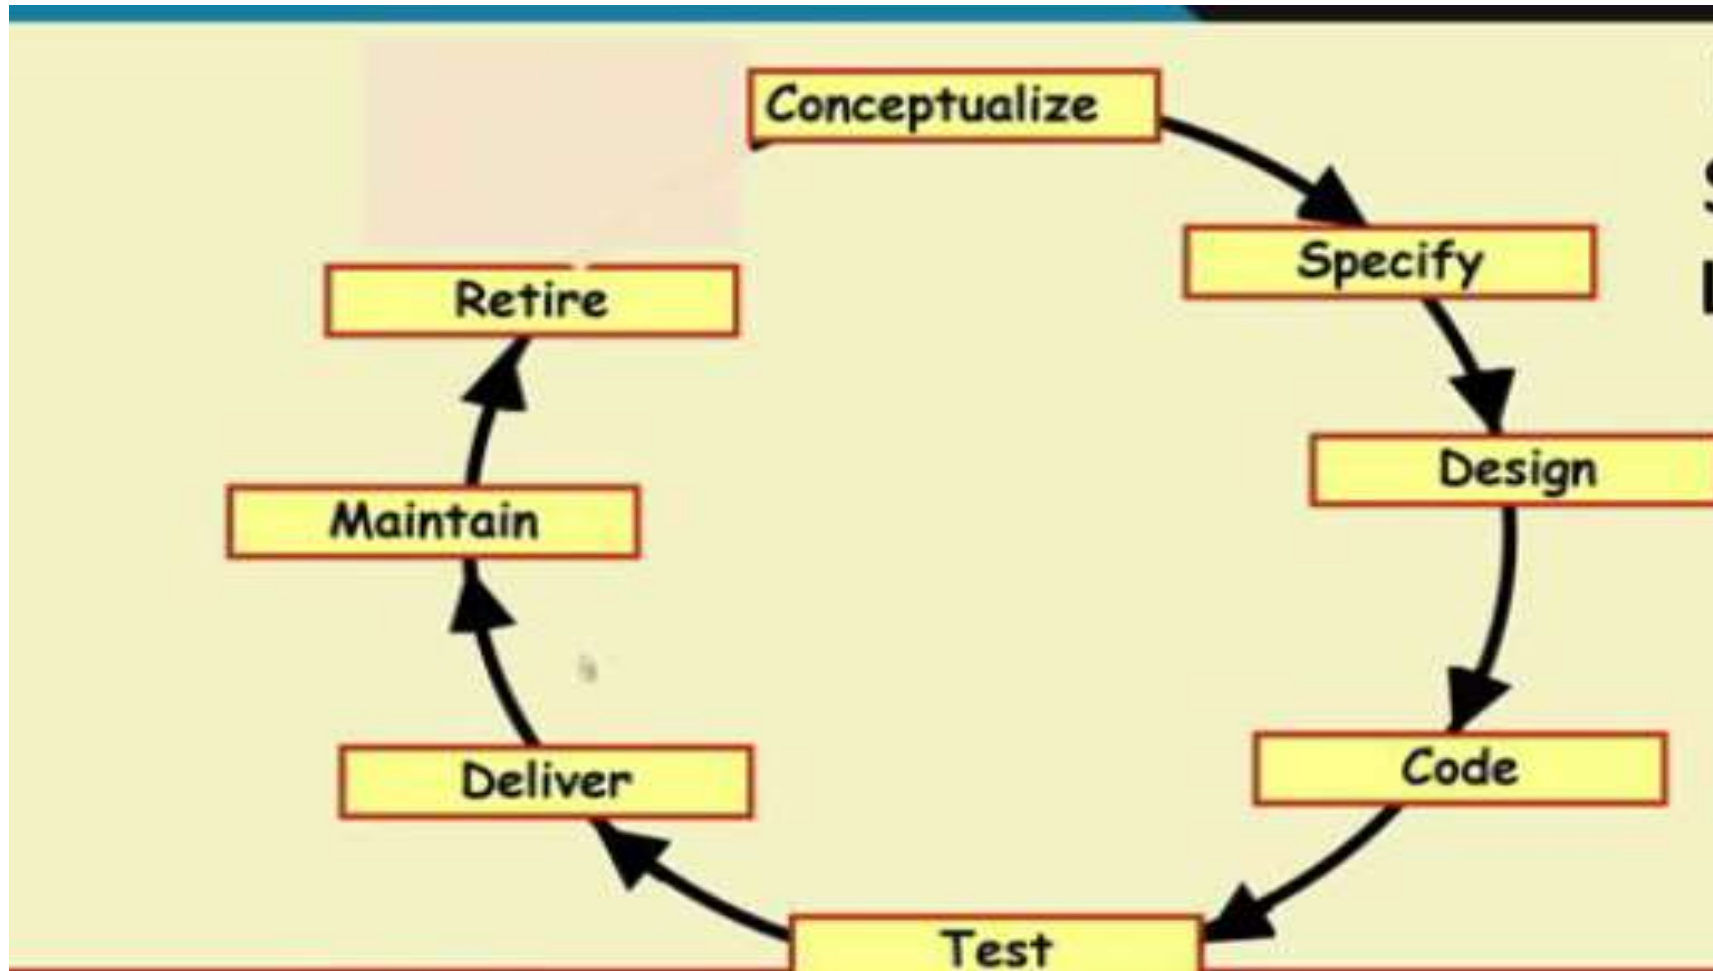 Conceptualize
Specify
Design
Code
Test
Deliver
Maintain
Retire